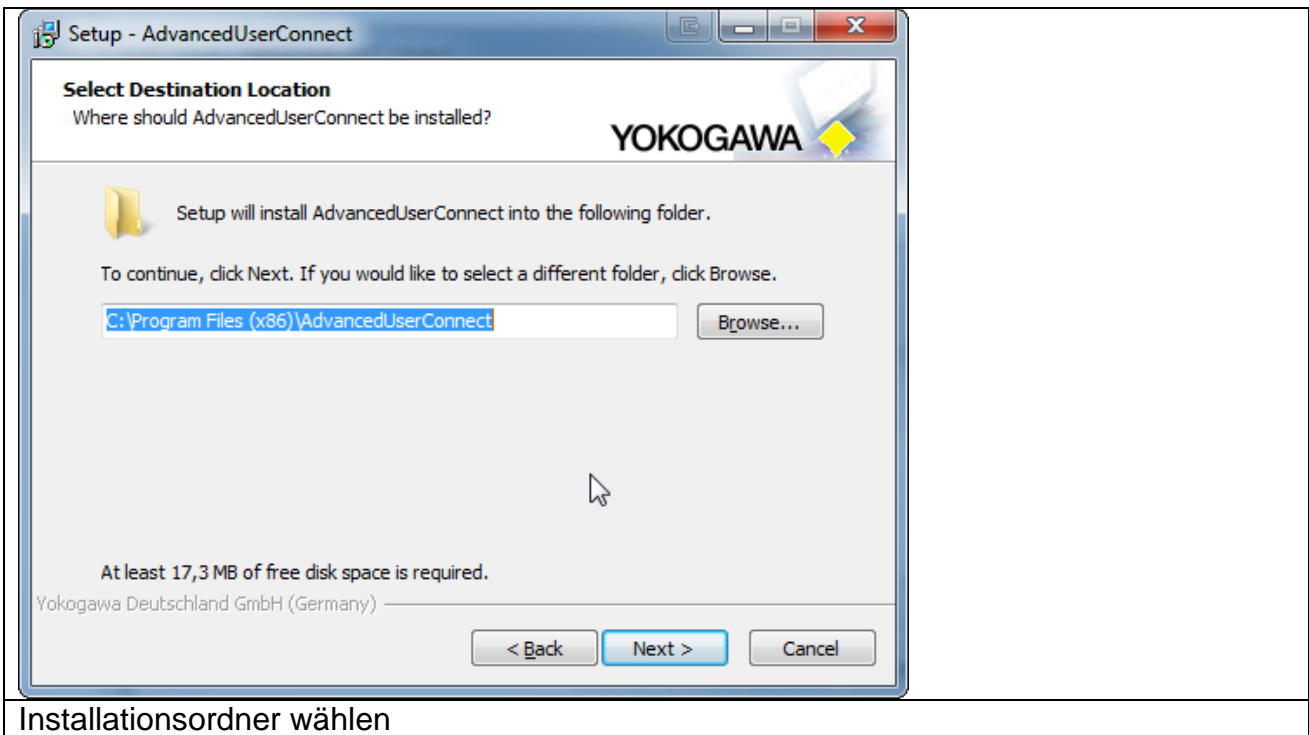 Setup - AdvancedUserConnect
Select Destination Location
Where should AdvancedUserConnect be installed?
YOKOGAWA
Setup will install AdvancedUserConnect into the following folder.
To continue, click Next. If you would like to select a different folder, click Browse.
C:\Program Files (x86)\AdvancedUserConnect
Browse...
At least 17,3 MB of free disk space is required.
Yokogawa Deutschland GmbH (Germany)
< Back
Next >
Cancel
Installationsordner wählen